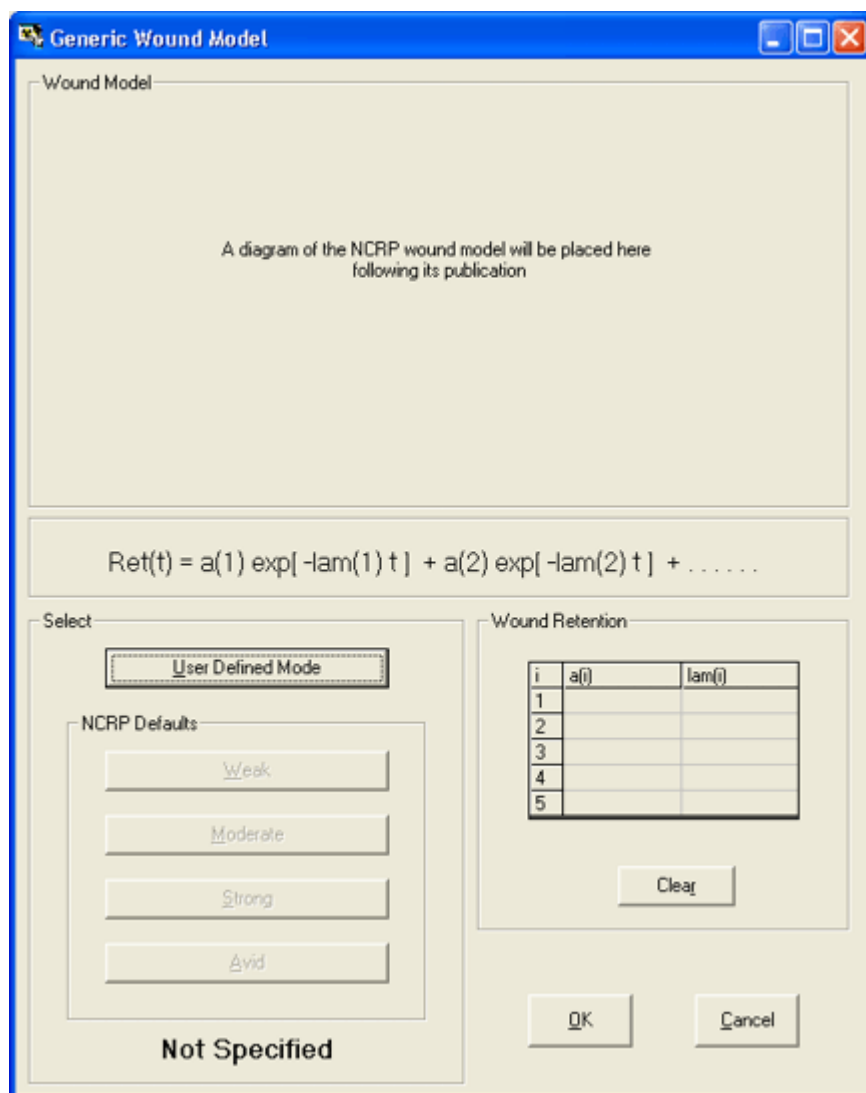 Generic Wound Model
Wound Model
A diagram of the NCRP wound model will be placed here
following its publication
Ret(t) = a(1) exp[ -lam(1) t ] + a(2) exp[ -lam(2) t ] + . . . . . .
Select
User Defined Mode
NCRP Defaults
Weak
Moderate
Strong
Avid
Not Specified
Wound Retention
i a(i) lam(i)
1
2
3
4
5
Clear
OK
Cancel